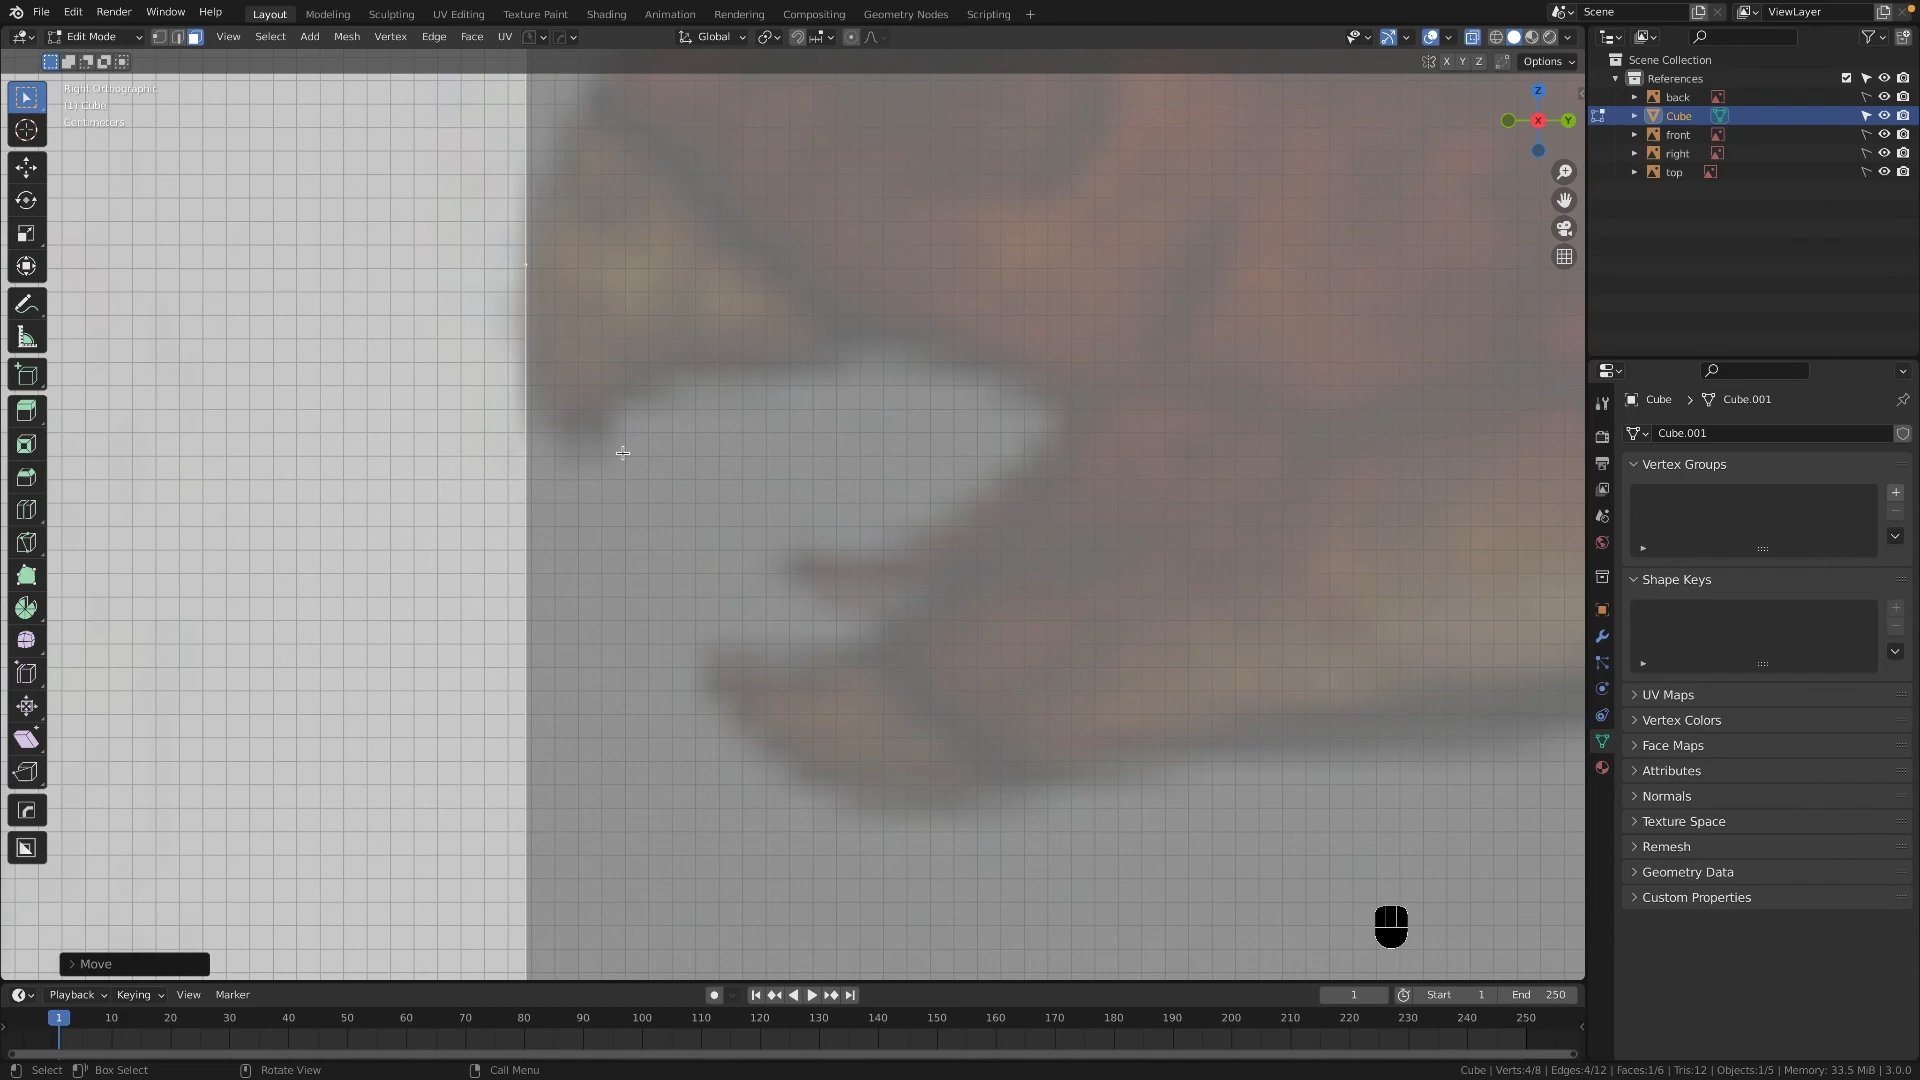 File Edit Render Window Help Layout Modeling Sculpting UV Editing Texture Paint Shading Animation Rendering Compositing Geometry Nodes Scripting Scene ViewLayer
Edit Mode View Select Add Mesh Vertex Edge Face UV Global
X Y Z Options
Right Orthographic
(1) Cube
Centimeters
Z
X
Y
Scene Collection
References
back
Cube
front
right
top
Cube Cube.001
Cube.001
Vertex Groups
Shape Keys
UV Maps
Vertex Colors
Face Maps
Attributes
Normals
Texture Space
Remesh
Geometry Data
Custom Properties
Move
Playback Keying View Marker 1 Start 1 End 250
1 10 20 30 40 50 60 70 80 90 100 110 120 130 140 150 160 170 180 190 200 210 220 230 240 250
Select Box Select Rotate View Call Menu Cube | Verts:4/8 | Edges:4/12 | Faces:1/6 | Tris:12 | Objects:1/5 | Memory: 33.5 MiB | 3.0.0